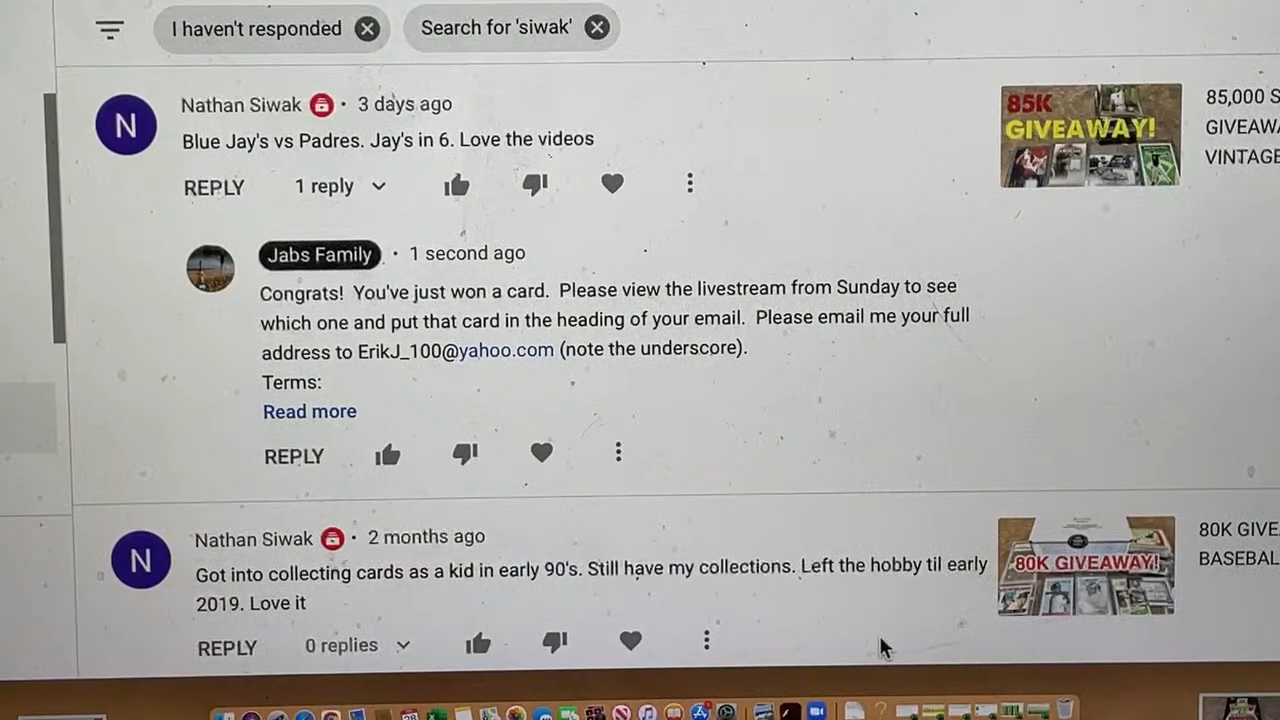 I haven't responded
Search for 'siwak'
N
Nathan Siwak · 3 days ago
Blue Jay's vs Padres. Jay's in 6. Love the videos
REPLY 1 reply
85K
GIVEAWAY!
85,000 S
GIVEAW
VINTAGE
Jabs Family · 1 second ago
Congrats! You've just won a card. Please view the livestream from Sunday to see
which one and put that card in the heading of your email. Please email me your full
address to ErikJ_100@yahoo.com (note the underscore).
Terms:
Read more
REPLY
N
Nathan Siwak · 2 months ago
Got into collecting cards as a kid in early 90's. Still have my collections. Left the hobby til early
2019. Love it
REPLY 0 replies
80K GIVEAWAY!
80K GIVE
BASEBAL
28